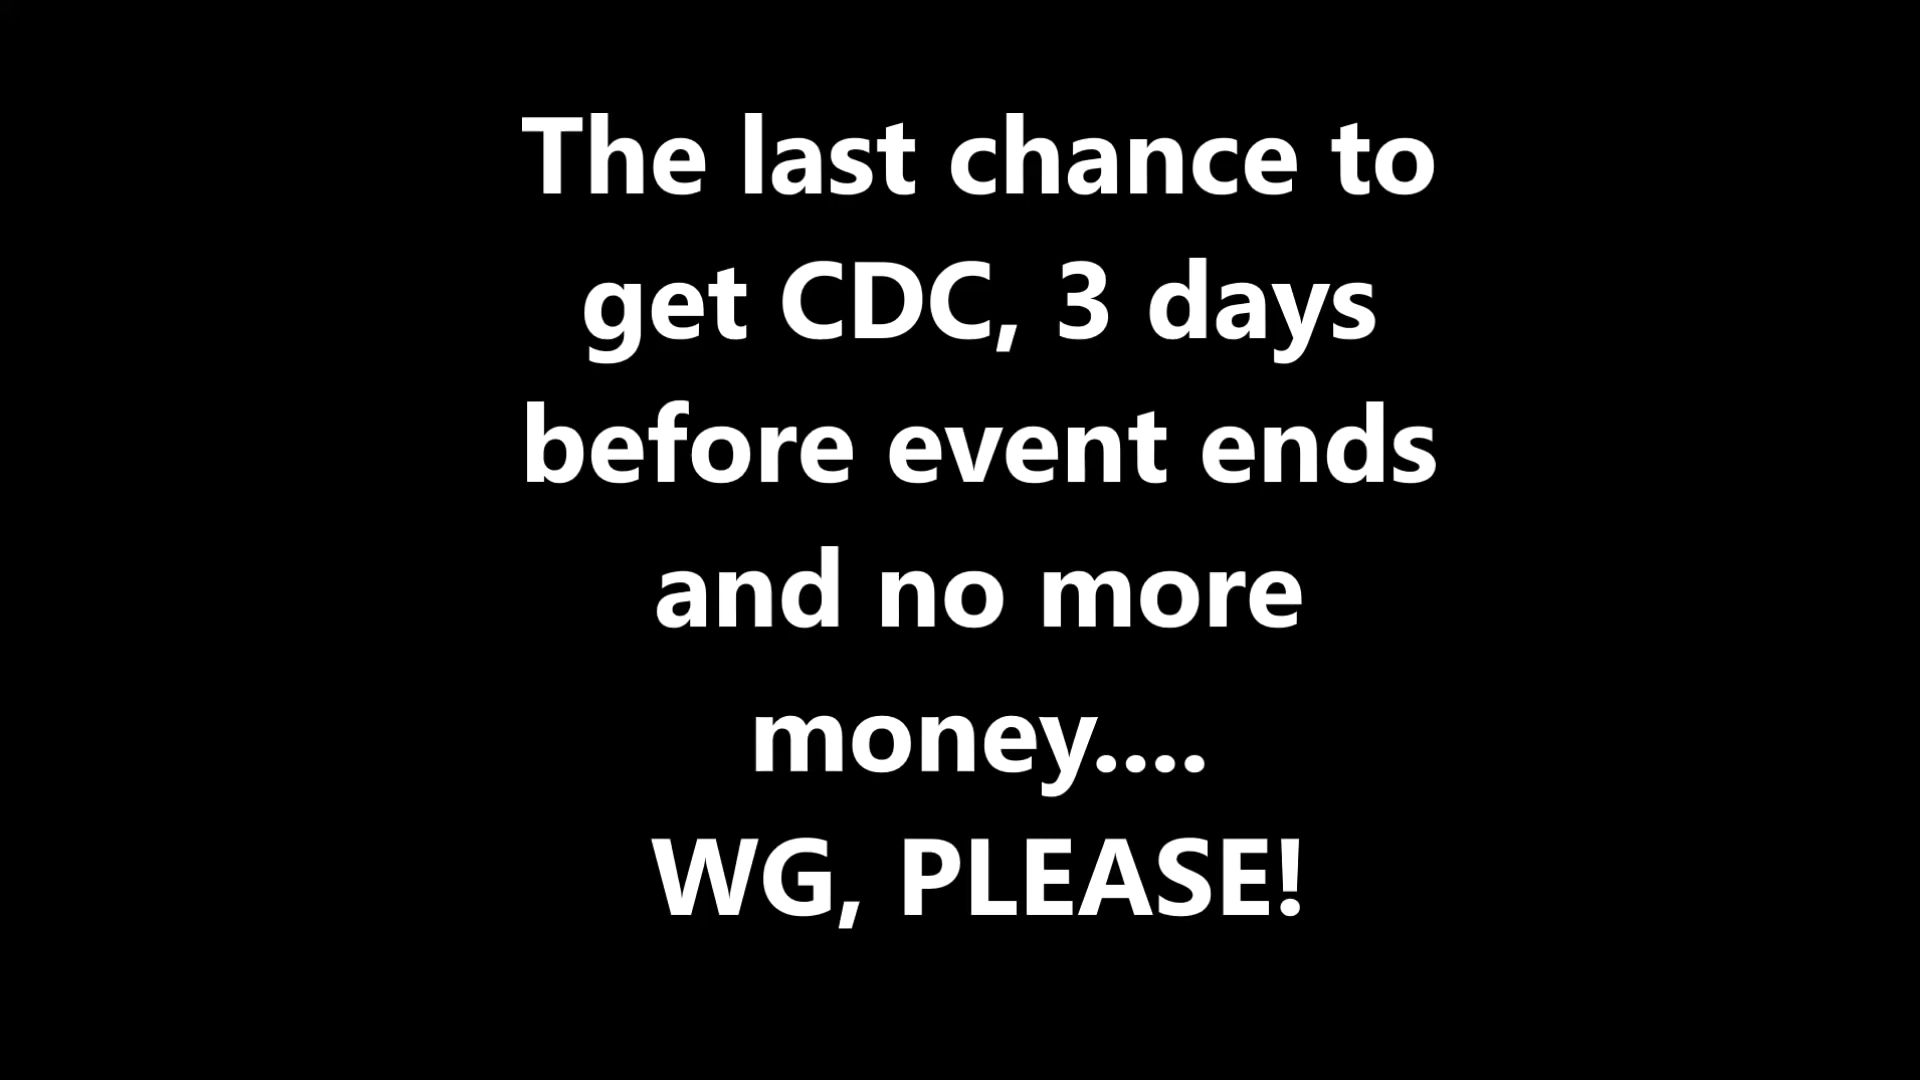 The last chance to
get CDC, 3 days
before event ends
and no more
money....
WG, PLEASE!